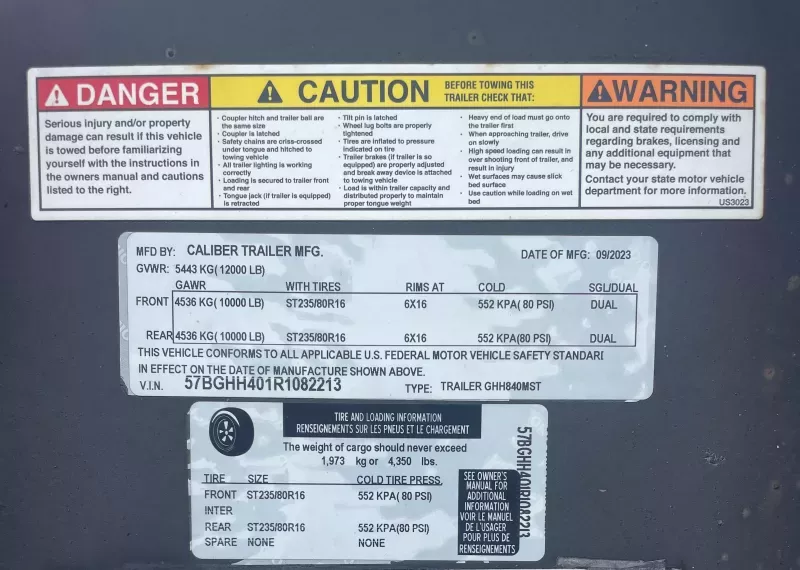 DANGER
Serious injury and/or property
damage can result if this vehicle
is towed before familiarizing
yourself with the instructions in
the owners manual and cautions
listed to the right.
CAUTION
BEFORE TOWING THIS
TRAILER CHECK THAT:
• Coupler hitch and trailer ball are
the same size
• Coupler is latched
• Safety chains are criss-crossed
under tongue and hitched to
towing vehicle
• All trailer lighting is working
correctly
• Loading is secured to trailer front
and rear
• Tongue jack (if trailer is equipped)
is retracted
• Tilt pin is latched
• Wheel lug bolts are properly
tightened
• Tires are inflated to pressure
indicated on tire
• Trailer brakes (if trailer is so
equipped) are properly adjusted
and break away device is attached
to towing vehicle
• Load is within trailer capacity and
distributed properly to maintain
proper tongue weight
• Heavy end of load must go onto
the trailer first
• When approaching trailer, drive
on slowly
• High speed loading can result in
over shooting front of trailer, and
result in injury
• Wet surfaces may cause slick
bed surface
• Use caution while loading on wet
bed
WARNING
You are required to comply with
local and state requirements
regarding brakes, licensing and
any additional equipment that
may be necessary.
Contact your state motor vehicle
department for more information.
US3023
MFD BY: CALIBER TRAILER MFG. DATE OF MFG: 09/2023
GVWR: 5443 KG( 12000 LB)
GAWR WITH TIRES RIMS AT COLD SGL/DUAL
FRONT 4536 KG( 10000 LB) ST235/80R16 6X16 552 KPA( 80 PSI) DUAL
REAR 4536 KG( 10000 LB) ST235/80R16 6X16 552 KPA(80 PSI) DUAL
THIS VEHICLE CONFORMS TO ALL APPLICABLE U.S. FEDERAL MOTOR VEHICLE SAFETY STANDARI
IN EFFECT ON THE DATE OF MANUFACTURE SHOWN ABOVE.
V.I.N. 57BGHH401R1082213 TYPE: TRAILER GHH840MST
TIRE AND LOADING INFORMATION
RENSEIGNEMENTS SUR LES PNEUS ET LE CHARGEMENT
The weight of cargo should never exceed
1,973 kg or 4,350 lbs.
TIRE SIZE COLD TIRE PRESS.
FRONT ST235/80R16 552 KPA( 80 PSI)
INTER
REAR ST235/80R16 552 KPA(80 PSI)
SPARE NONE NONE
SEE OWNER'S
MANUAL FOR
ADDITIONAL
INFORMATION
VOIR LE MANUEL
DE L'USAGER
POUR PLUS DE
RENSEIGNEMENTS
57BGHH401R1082213